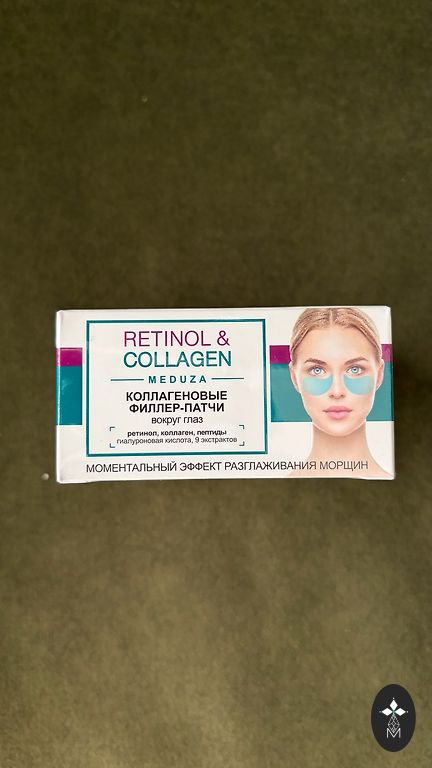 RETINOL &
COLLAGEN
MEDUZA
КОЛЛАГЕНОВЫЕ
ФИЛЛЕР-ПАТЧИ
вокруг глаз
ретинол, коллаген, пептиды
гиалуроновая кислота, 9 экстрактов
МОМЕНТАЛЬНЫЙ ЭФФЕКТ РАЗГЛАЖИВАНИЯ МОРЩИН
M